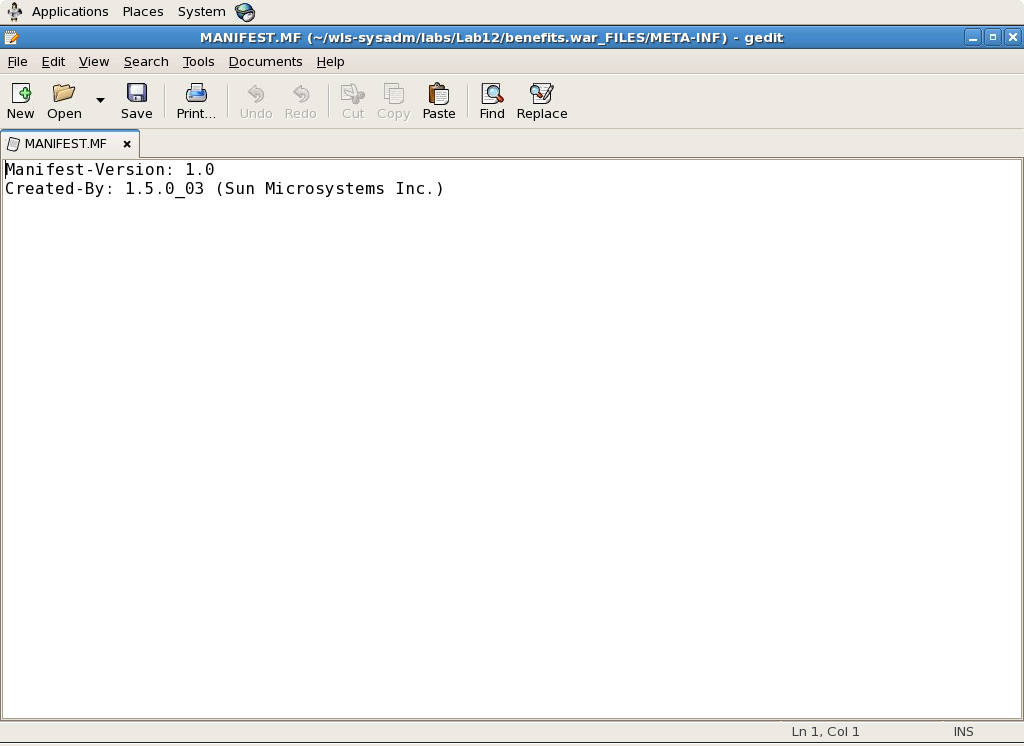 Applications Places System
MANIFEST.MF (~/wls-sysadm/labs/Lab12/benefits.war_FILES/META-INF) - gedit
File Edit View Search Tools Documents Help
New Open Save Print... Undo Redo Cut Copy Paste Find Replace
MANIFEST.MF
Manifest-Version: 1.0
Created-By: 1.5.0_03 (Sun Microsystems Inc.)
Ln 1, Col 1 INS